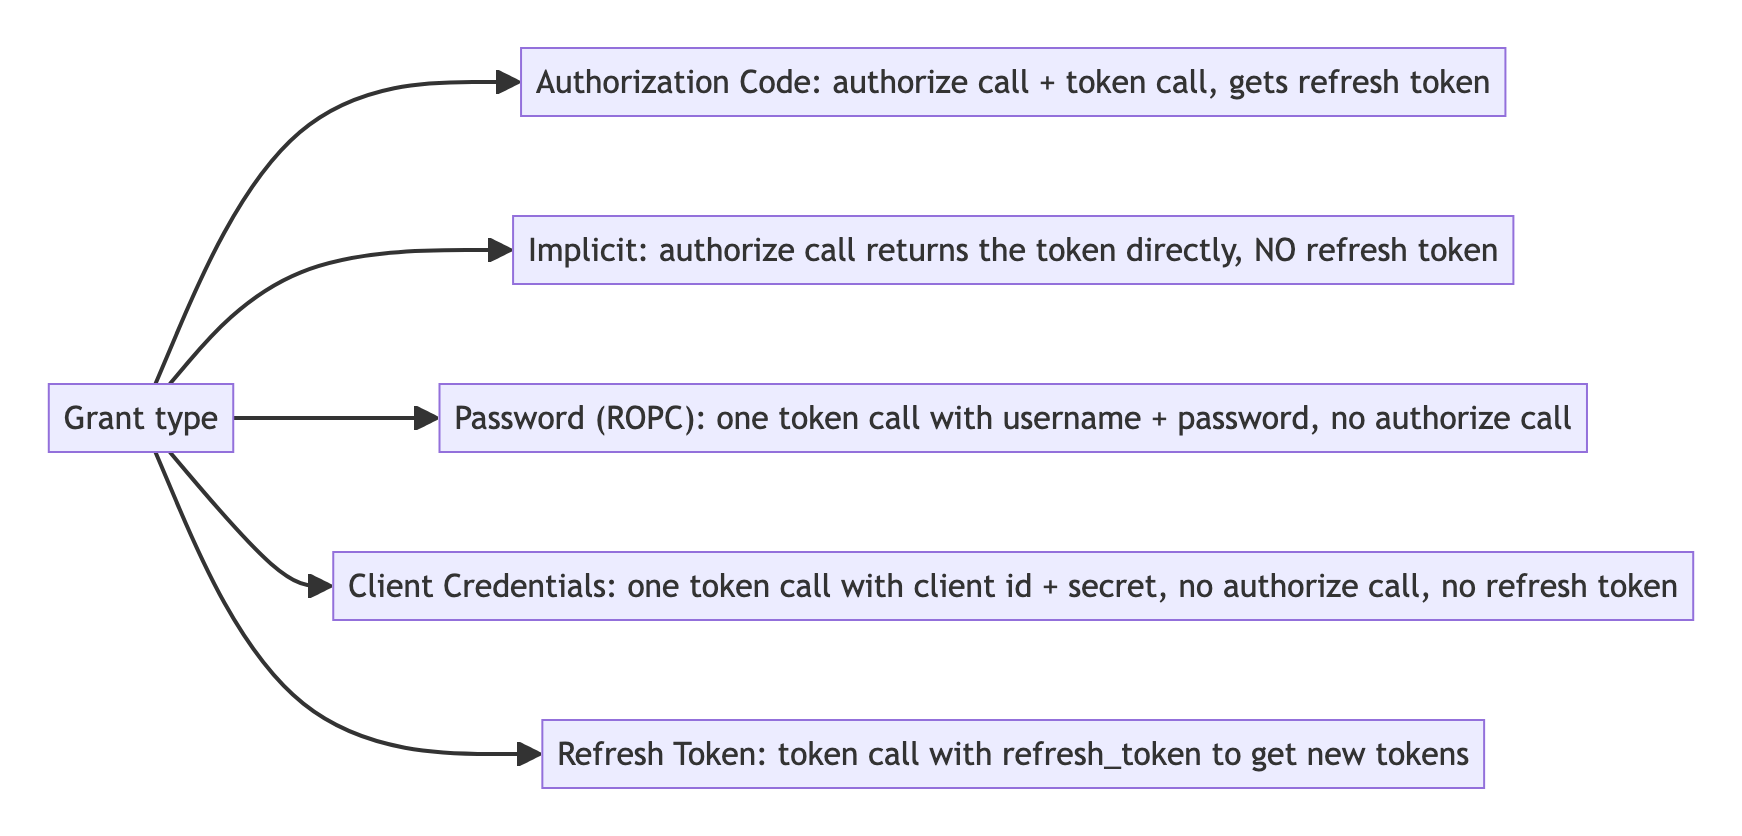 Authorization Code: authorize call + token call, gets refresh token
Implicit: authorize call returns the token directly, NO refresh token
Grant type
Password (ROPC): one token call with username + password, no authorize call
Client Credentials: one token call with client id + secret, no authorize call, no refresh token
Refresh Token: token call with refresh_token to get new tokens